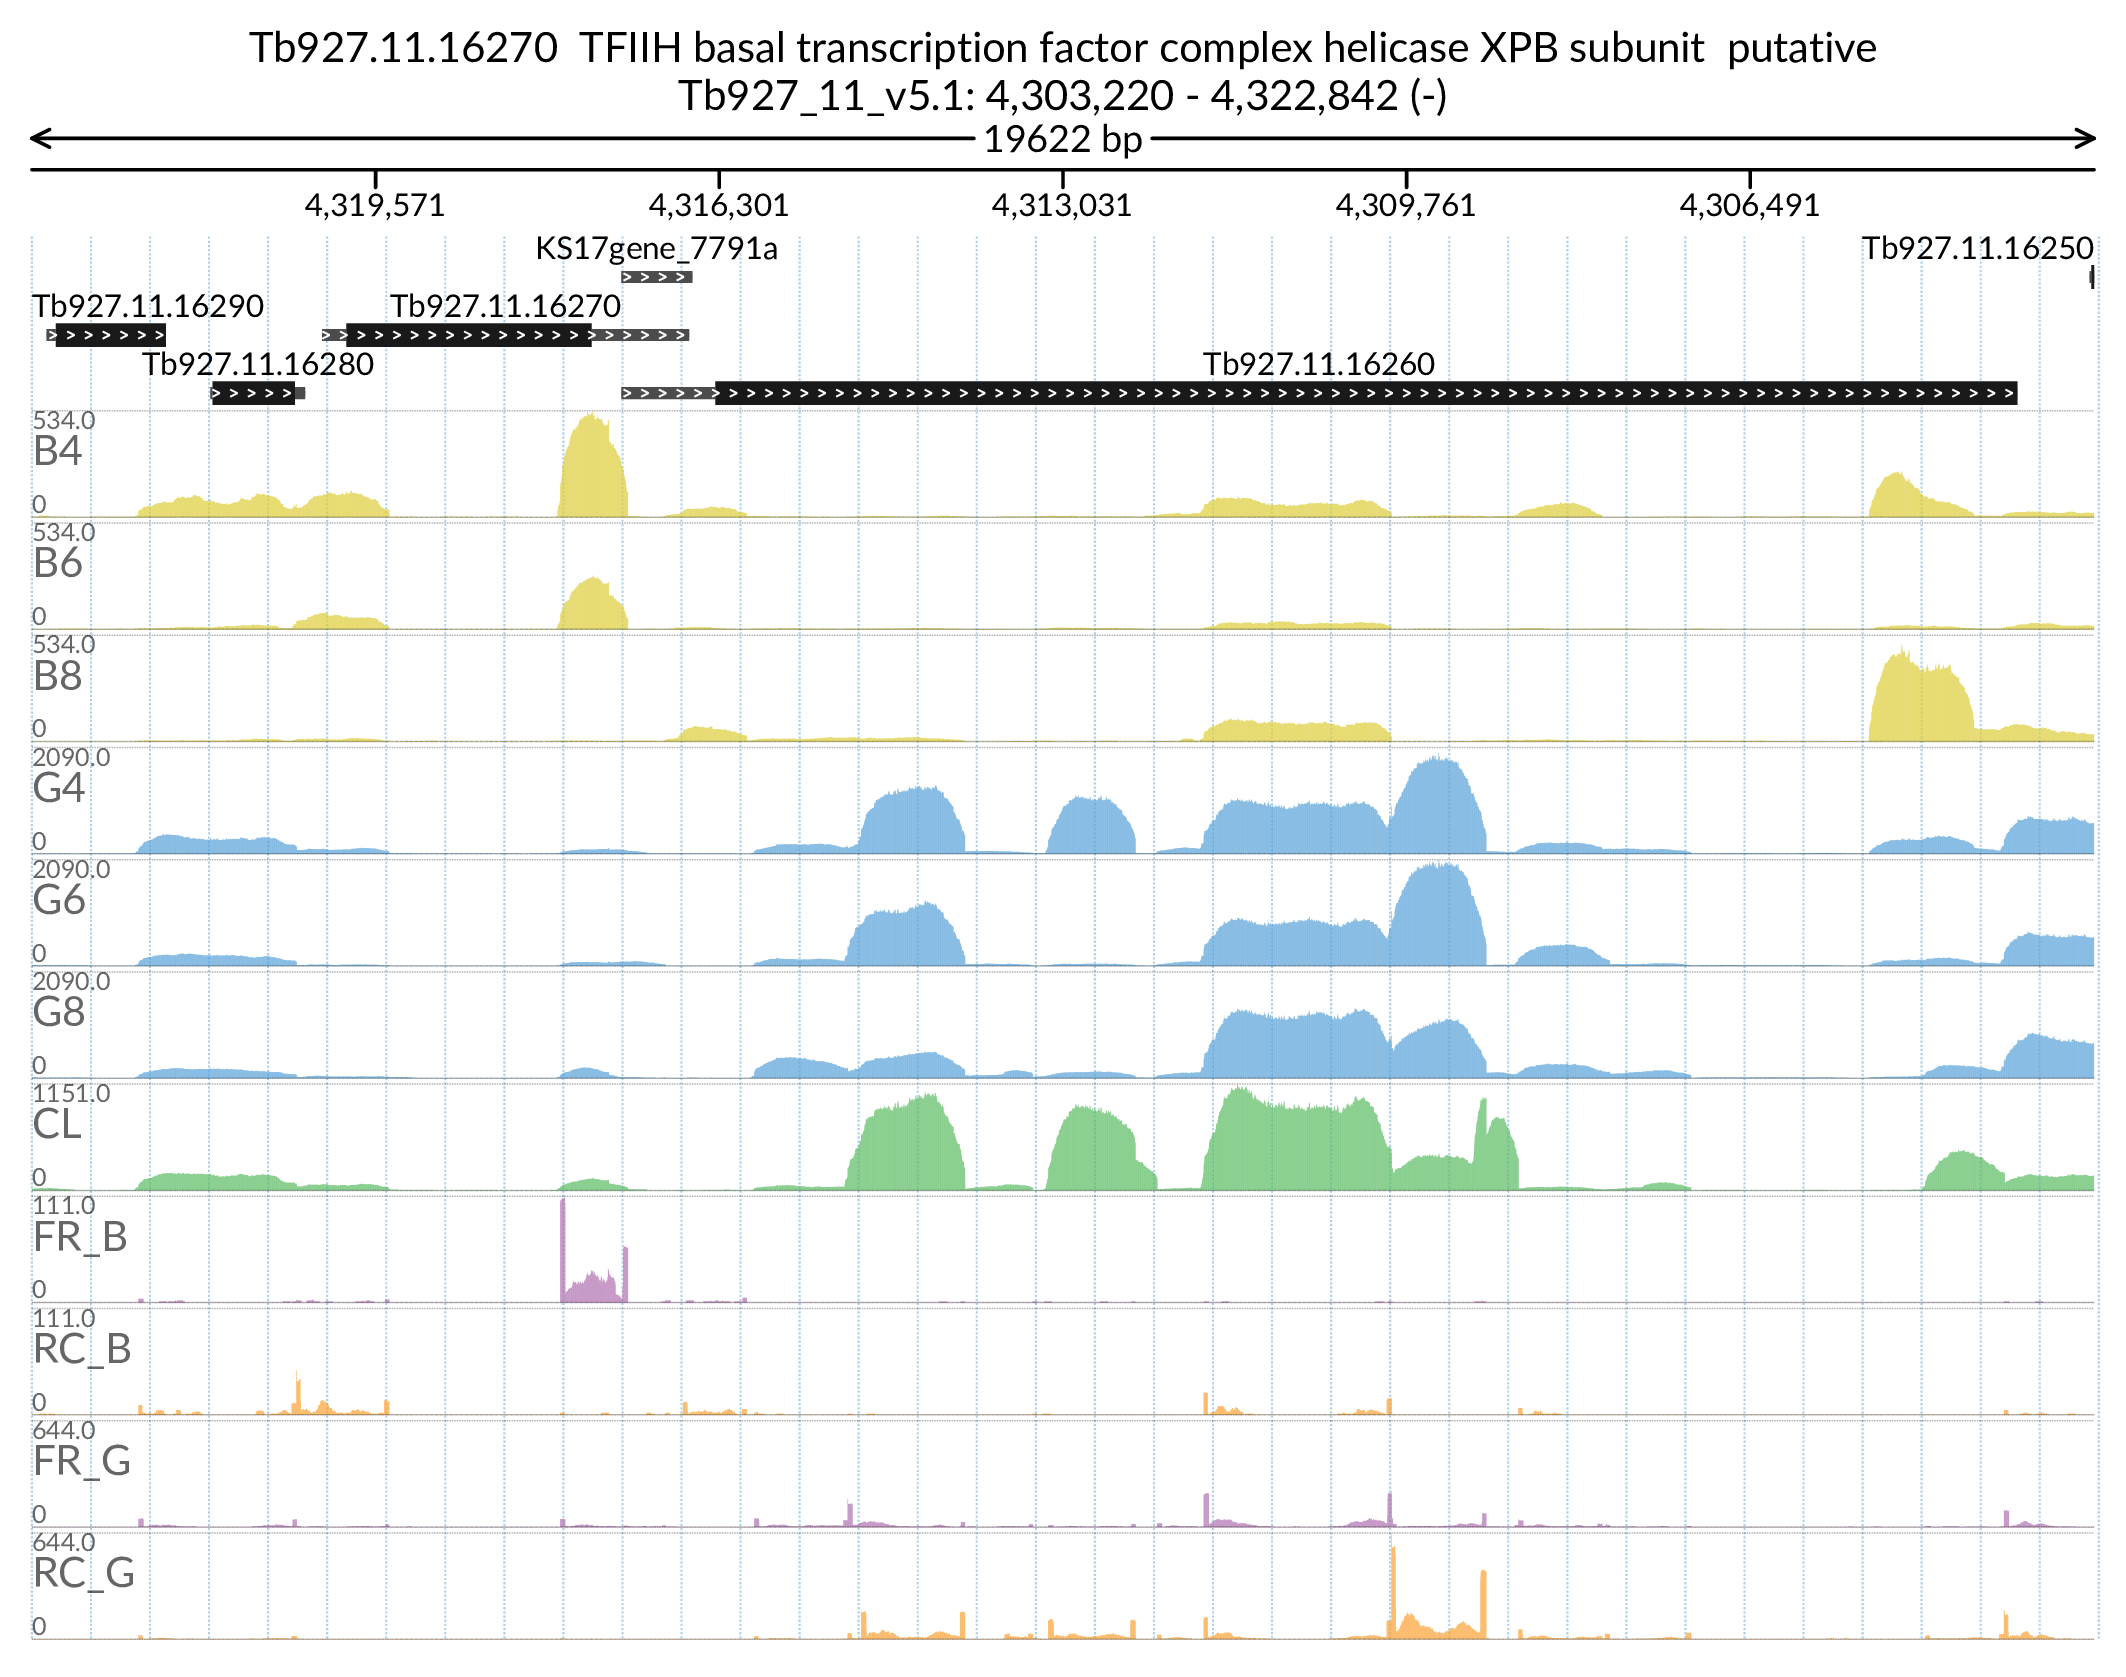 Tb927.11.16270  TFIIH basal transcription factor complex helicase XPB subunit  putative
Tb927_11_v5.1: 4,303,220 - 4,322,842 (-)
19622 bp
4,319,571 4,316,301 4,313,031 4,309,761 4,306,491
KS17gene_7791a Tb927.11.16250
Tb927.11.16290 Tb927.11.16270
Tb927.11.16280 Tb927.11.16260
534.0
B4
0
534.0
B6
0
534.0
B8
0
2090.0
G4
0
2090.0
G6
0
2090.0
G8
0
1151.0
CL
0
111.0
FR_B
0
111.0
RC_B
0
644.0
FR_G
0
644.0
RC_G
0